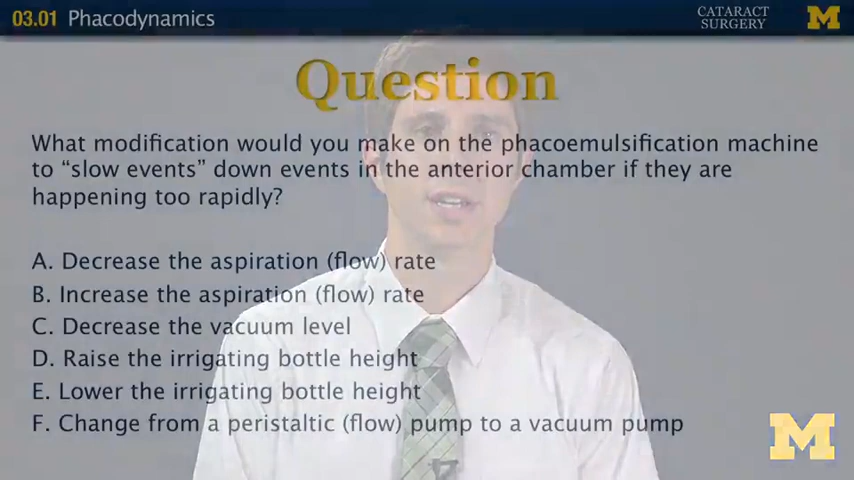 03.01 Phacodynamics
CATARACT
SURGERY
M
Question
What modification would you make on the phacoemulsification machine
to “slow events” down events in the anterior chamber if they are
happening too rapidly?
A. Decrease the aspiration (flow) rate
B. Increase the aspiration (flow) rate
C. Decrease the vacuum level
D. Raise the irrigating bottle height
E. Lower the irrigating bottle height
F. Change from a peristaltic (flow) pump to a vacuum pump
M